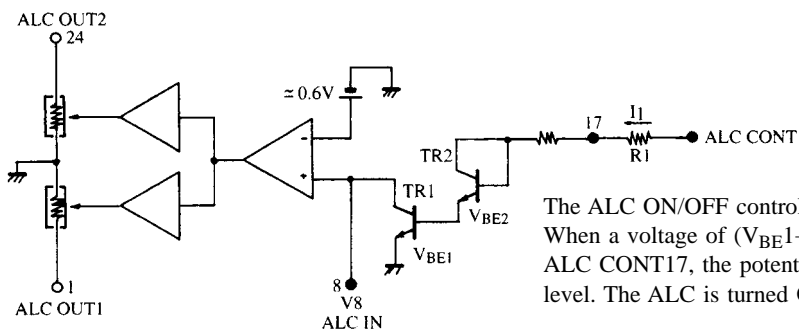 ALC OUT2
24
≃0.6V
17
I1
ALC CONT
R1
TR2
TR1
VBE2
VBE1
8
V8
ALC IN
1
ALC OUT1
The ALC ON/OFF control
When a voltage of (VBE1
ALC CONT17, the potent
level. The ALC is turned